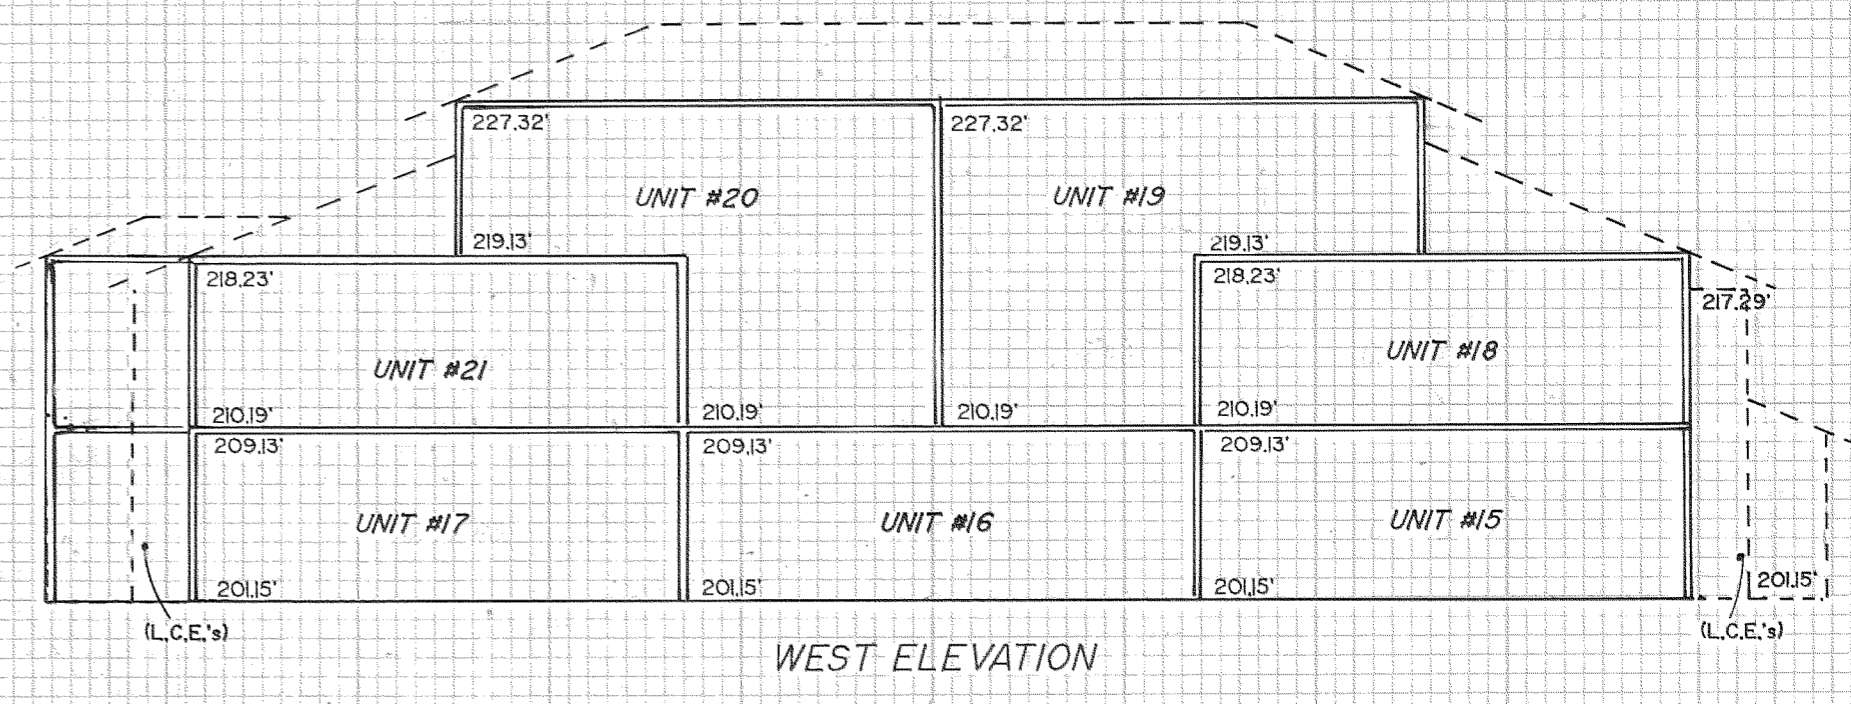 227.32'
227.32'
UNIT #20
UNIT #19
219.13'
219.13'
218.23'
218.23'
217.29'
UNIT #21
UNIT #18
210.19'
210.19'
210.19'
210.19'
209.13'
209.13'
209.13'
UNIT #17
UNIT #16
UNIT #15
201.15'
201.15'
201.15'
201.15'
(L.C.E.'s)
(L.C.E.'s)
WEST ELEVATION